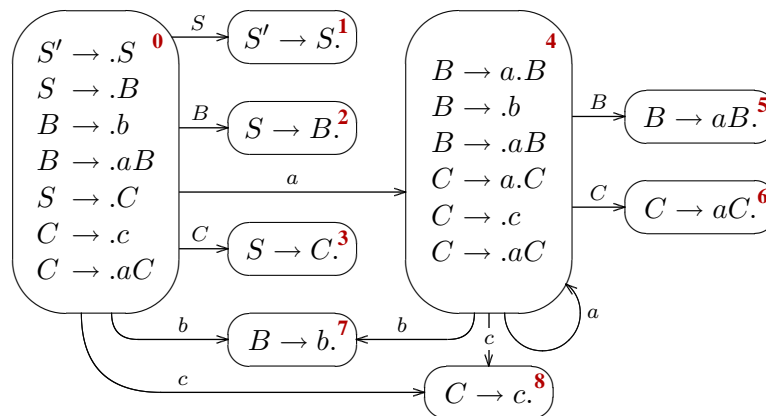 0
S′ → .S
S → .B
B → .b
B → .aB
S → .C
C → .c
C → .aC
S
S′ → S.
1
B
S → B.
2
a
C
S → C.
3
4
B → a.B
B → .b
B → .aB
C → a.C
C → .c
C → .aC
B
B → aB.
5
C
C → aC.
6
b
B → b.
7
b
c
a
c
C → c.
8